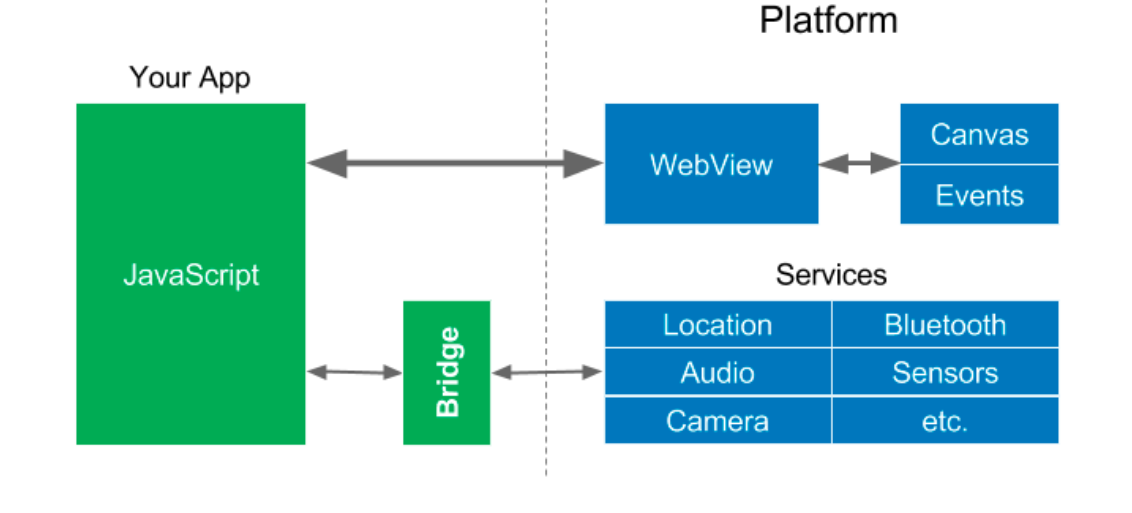 Platform
Your App
JavaScript
Bridge
WebView
Canvas
Events
Services
Location
Bluetooth
Audio
Sensors
Camera
etc.